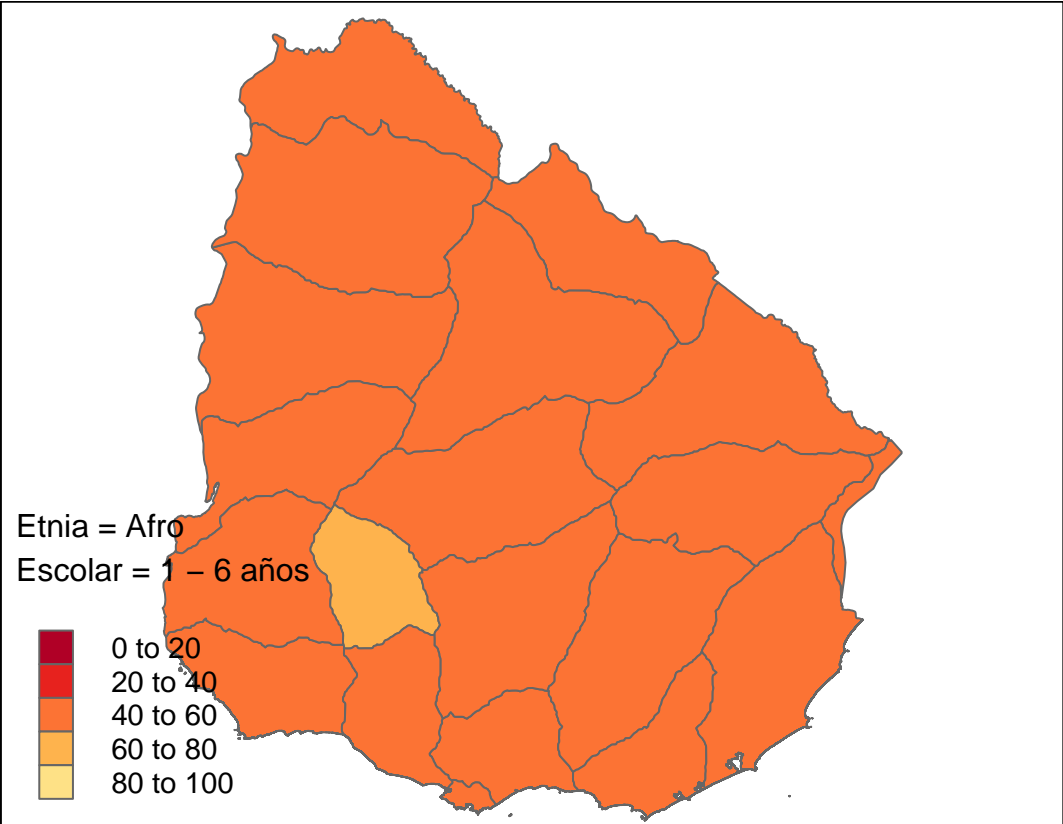 Etnia = Afro
Escolar = 1 – 6 años
0 to 20
20 to 40
40 to 60
60 to 80
80 to 100